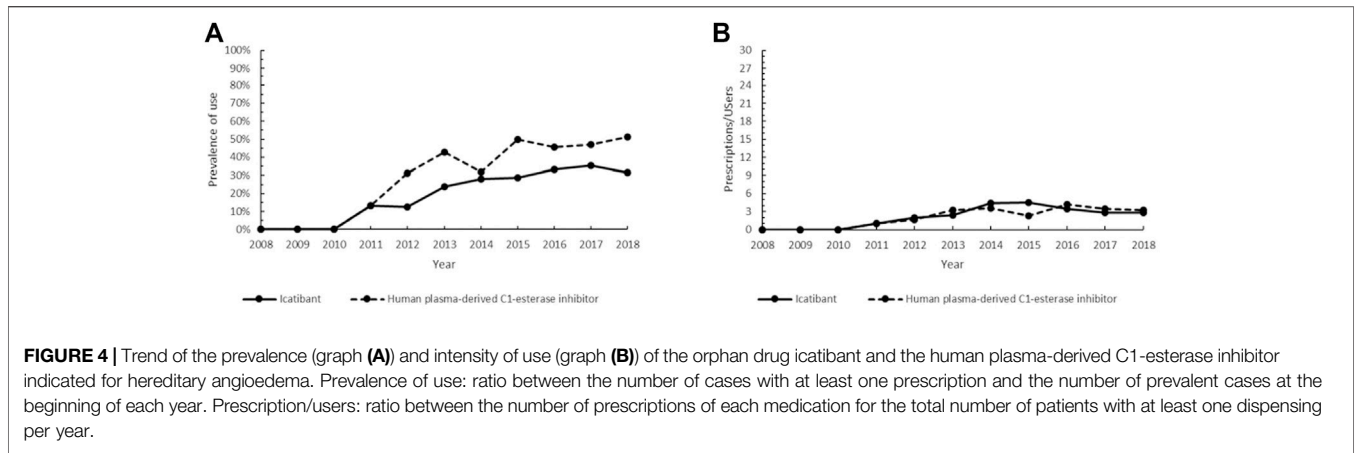 A
100%
90%
80%
70%
60%
50%
40%
30%
20%
10%
0%
Prevalence of use
2008 2009 2010 2011 2012 2013 2014 2015 2016 2017 2018
Year
Icatibant Human plasma-derived C1-esterase inhibitor
B
30
27
24
21
18
15
12
9
6
3
0
Prescriptions/USers
2008 2009 2010 2011 2012 2013 2014 2015 2016 2017 2018
Year
Icatibant Human plasma-derived C1-esterase inhibitor
FIGURE 4 | Trend of the prevalence (graph (A)) and intensity of use (graph (B)) of the orphan drug icatibant and the human plasma-derived C1-esterase inhibitor
indicated for hereditary angioedema. Prevalence of use: ratio between the number of cases with at least one prescription and the number of prevalent cases at the
beginning of each year. Prescription/users: ratio between the number of prescriptions of each medication for the total number of patients with at least one dispensing
per year.